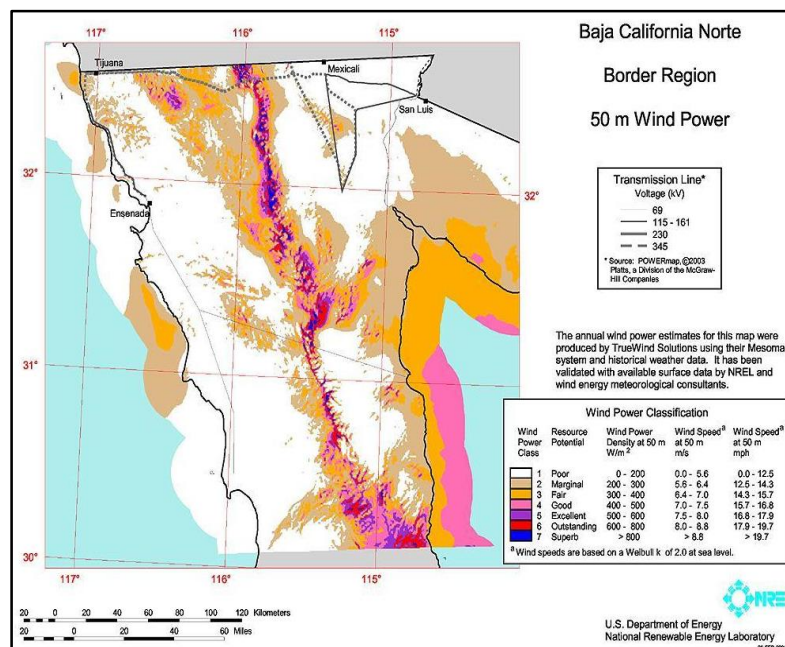 Baja California Norte
Border Region
50 m Wind Power
117° 116° 115°
Tijuana
Mexicali
San Luis
Ensenada
32° 32°
31° 31°
30° 30°
117° 116° 115°
Transmission Line*
Voltage (kV)
69
115 - 161
230
345
* Source: POWERmap, ©2003
Platts, a Division of the McGraw-
Hill Companies
The annual wind power estimates for this map were
produced by TrueWind Solutions using their Mesoma
system and historical weather data. It has been
validated with available surface data by NREL and
wind energy meteorological consultants.
Wind Power Classification
Wind Power Class Resource Potential Wind Power Density at 50 m W/m² Wind Speedª at 50 m m/s Wind Speedª at 50 m mph
1 Poor 0 - 200 0.0 - 5.6 0.0 - 12.5
2 Marginal 200 - 300 5.6 - 6.4 12.5 - 14.3
3 Fair 300 - 400 6.4 - 7.0 14.3 - 15.7
4 Good 400 - 500 7.0 - 7.5 15.7 - 16.8
5 Excellent 500 - 600 7.5 - 8.0 16.8 - 17.9
6 Outstanding 600 - 800 8.0 - 8.8 17.9 - 19.7
7 Superb > 800 > 8.8 > 19.7
ª Wind speeds are based on a Weibull k of 2.0 at sea level.
20 0 20 40 60 80 100 120 Kilometers
20 0 20 40 60 Miles
NRE
U.S. Department of Energy
National Renewable Energy Laboratory